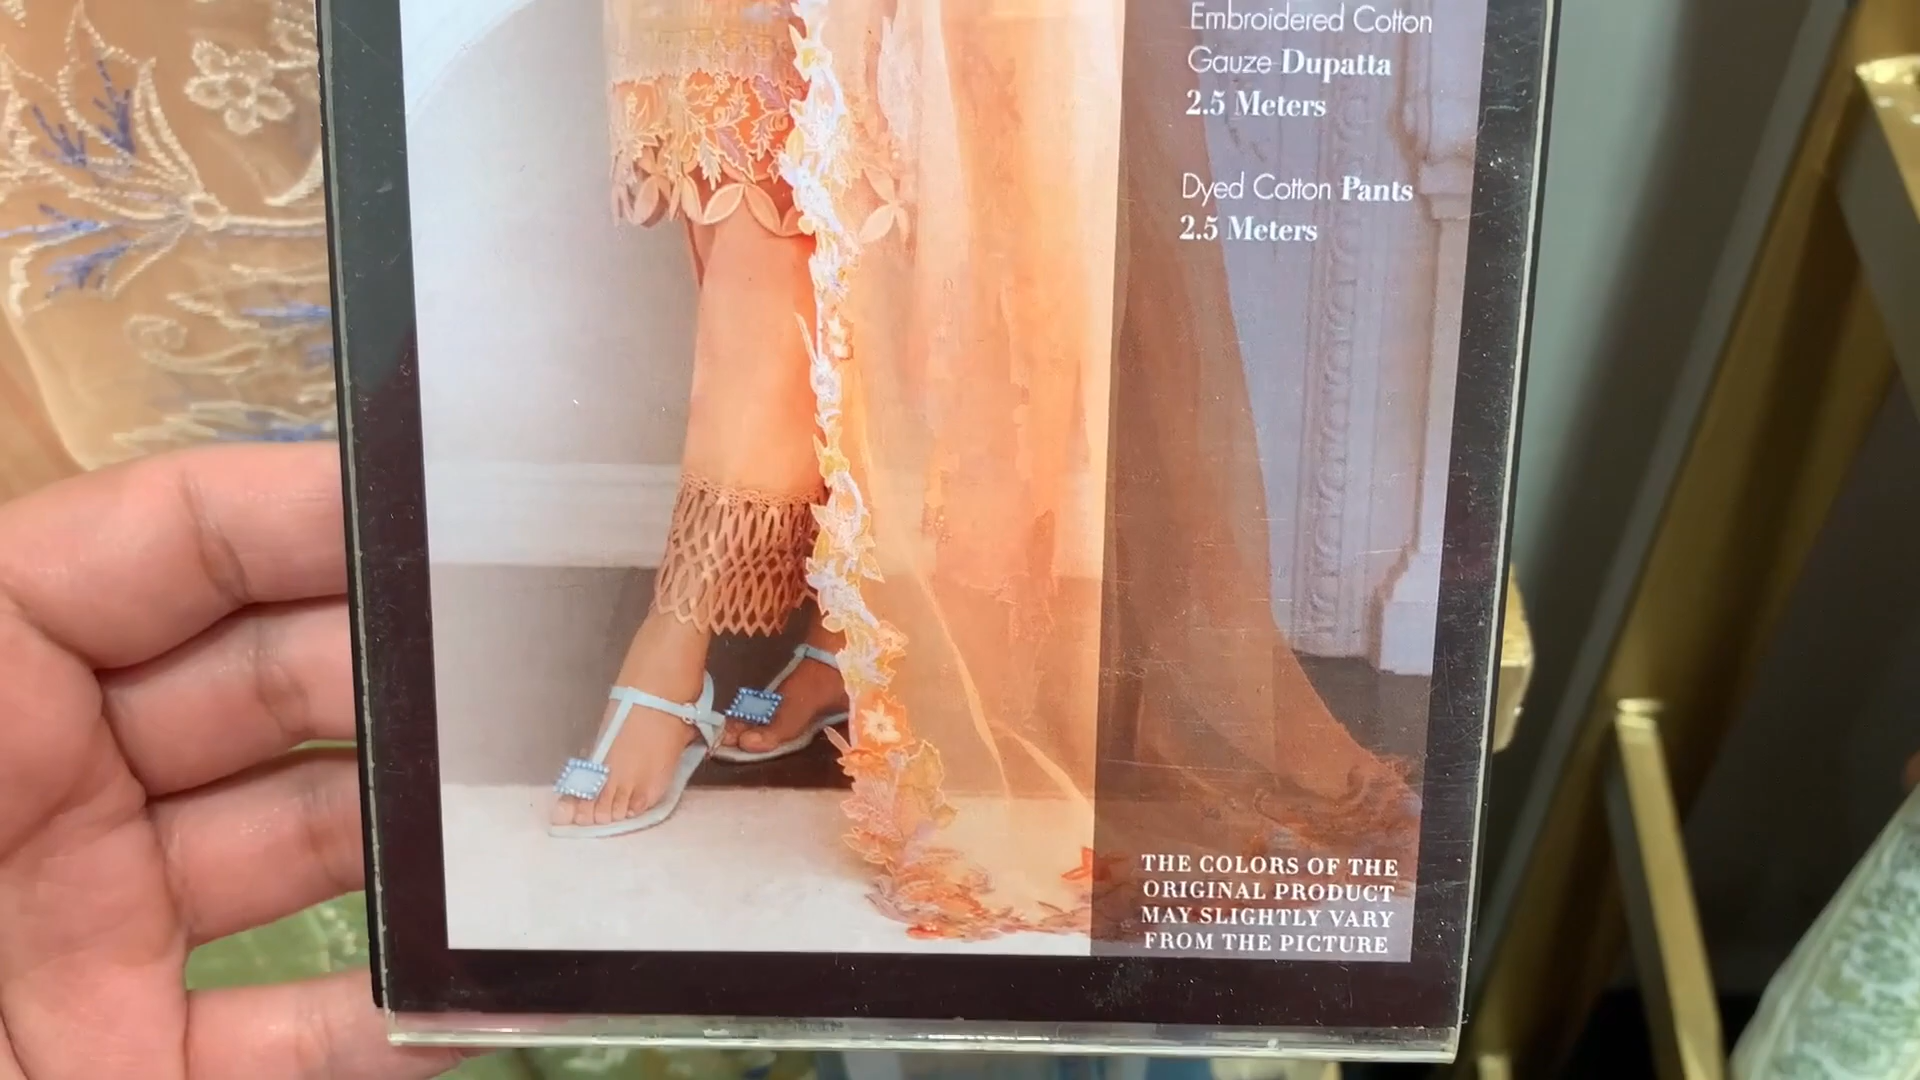 Embroidered Cotton
Gauze Dupatta
2.5 Meters
Dyed Cotton Pants
2.5 Meters
THE COLORS OF THE
ORIGINAL PRODUCT
MAY SLIGHTLY VARY
FROM THE PICTURE